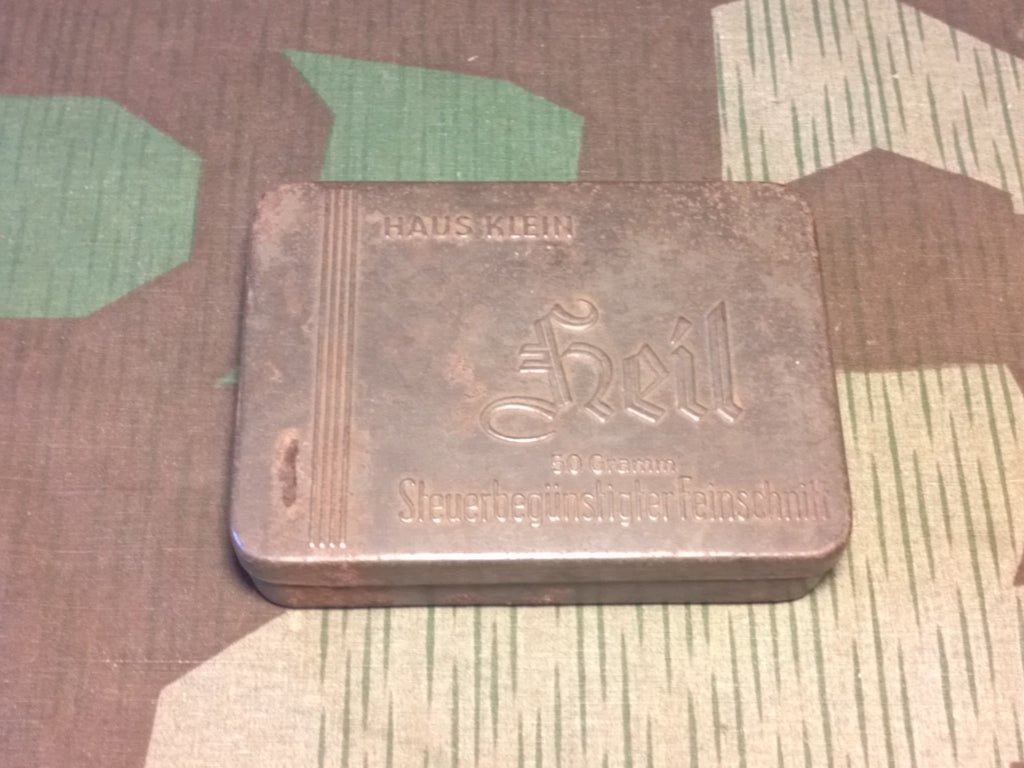 HAUS KLEIN
Heil
50 Gramm
Steuerbegünstigter Feinschnitt